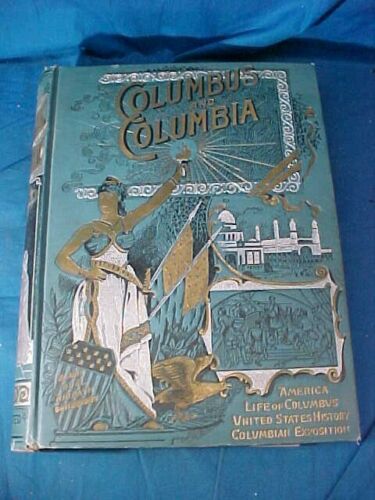 COLUMBUS
AND
COLUMBIA
AMERICA
LIFE OF COLUMBUS
UNITED STATES HISTORY
COLUMBIAN EXPOSITION